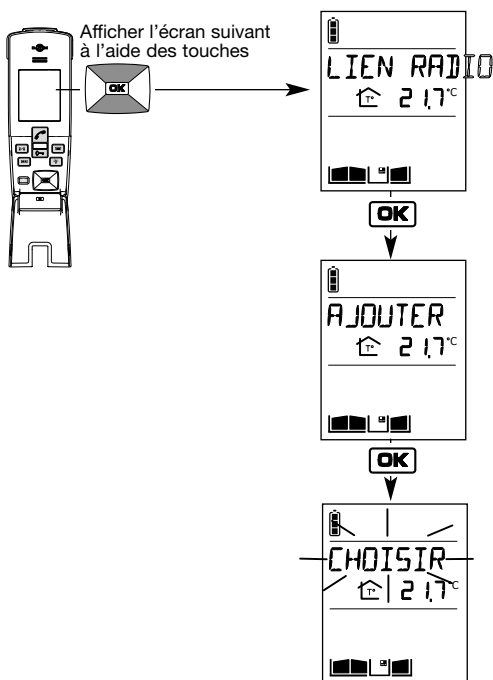 Afficher l'écran suivant
à l'aide des touches
OK
LIEN RADIO
T° 21,7°C
OK
AJOUTER
T° 21,7°C
OK
CHOISIR
T° 21,7°C